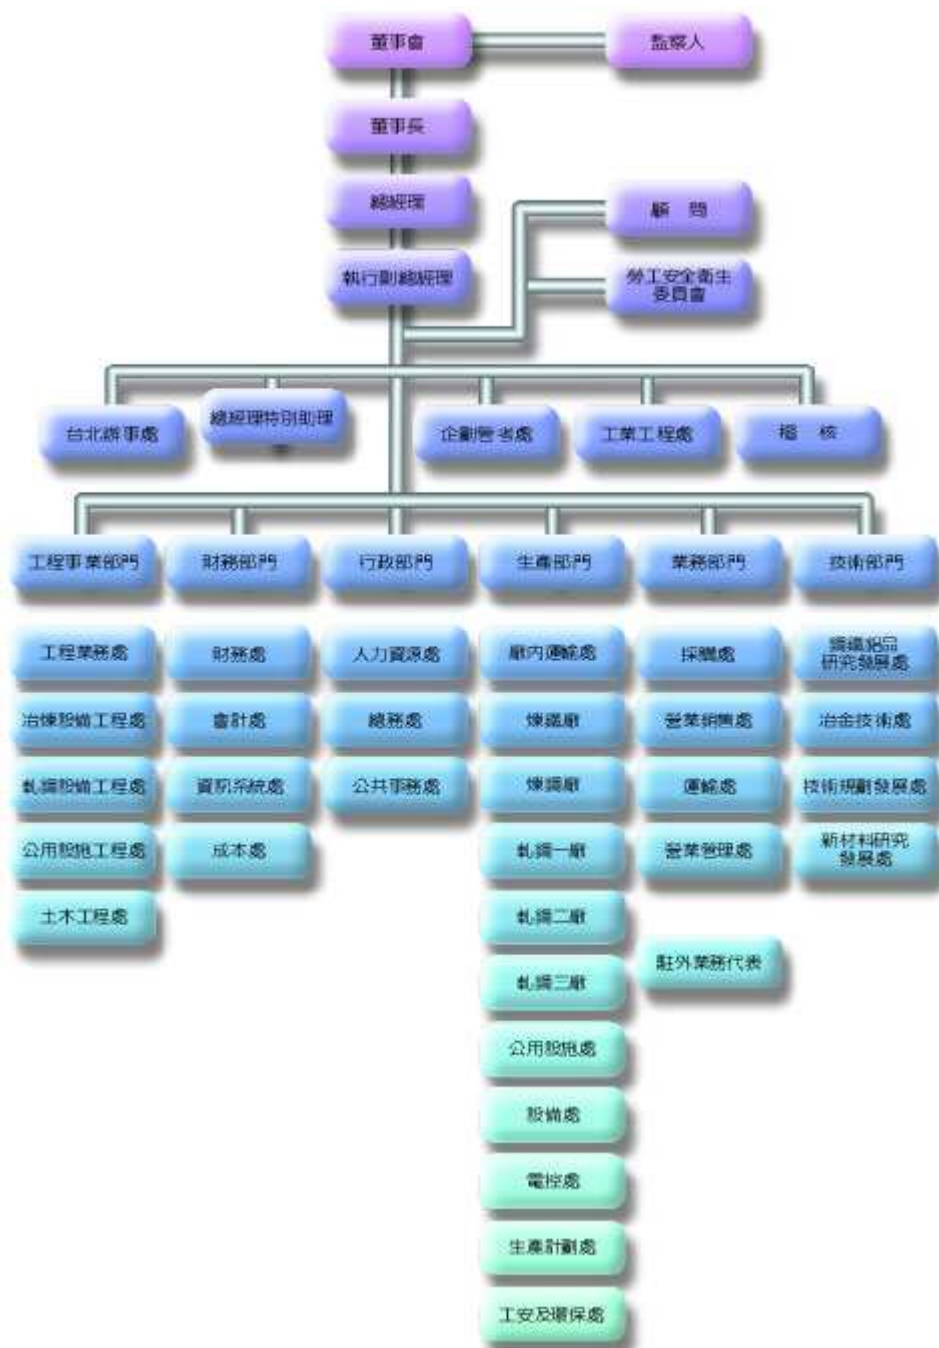 董事會
監察人
董事長
總經理
顧 問
執行副總經理
勞工安全衛生
委員會
台北辦事處
總經理特別助理
企劃管考處
工業工程處
稽 核
工程事業部門
財務部門
行政部門
生產部門
業務部門
技術部門
工程業務處
財務處
人力資源處
廠內運輸處
採購處
鋼鐵鋁品
研究發展處
冶煉設備工程處
會計處
總務處
煉鐵廠
營業銷售處
冶金技術處
軋鋼設備工程處
資訊系統處
公共事務處
煉鋼廠
運輸處
技術規劃發展處
公用設施工程處
成本處
軋鋼一廠
營業管理處
新材料研究
發展處
土木工程處
軋鋼二廠
駐外業務代表
軋鋼三廠
公用設施處
設備處
電控處
生產計劃處
工安及環保處